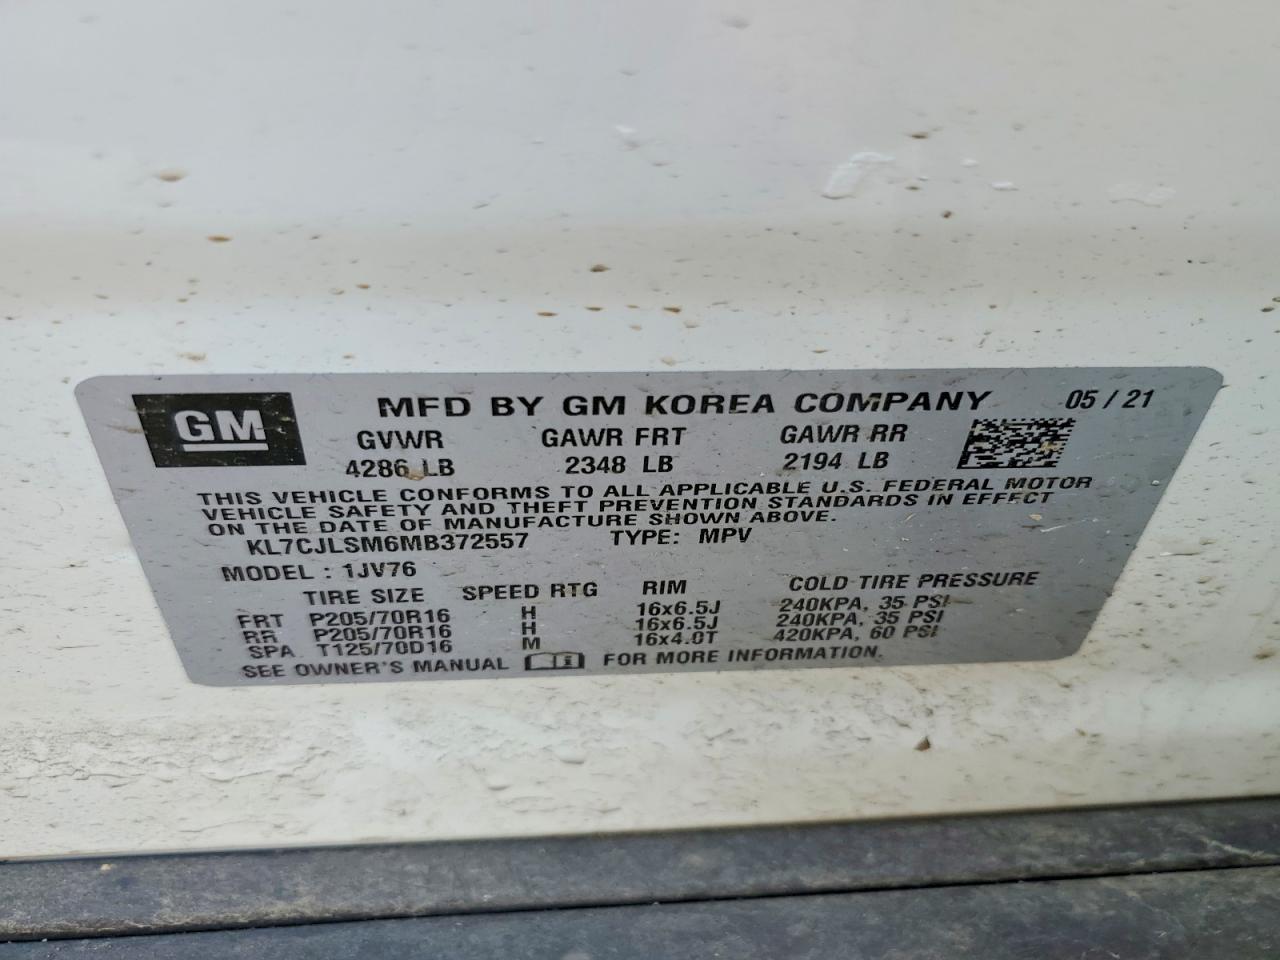 GM MFD BY GM KOREA COMPANY 05 / 21
GVWR GAWR FRT GAWR RR
4286 LB 2348 LB 2194 LB
THIS VEHICLE CONFORMS TO ALL APPLICABLE U.S. FEDERAL MOTOR
VEHICLE SAFETY AND THEFT PREVENTION STANDARDS IN EFFECT
ON THE DATE OF MANUFACTURE SHOWN ABOVE.
KL7CJLSM6MB372557 TYPE: MPV
MODEL : 1JV76
TIRE SIZE SPEED RTG RIM COLD TIRE PRESSURE
FRT P205/70R16 H 16x6.5J 240KPA, 35 PSI
RR P205/70R16 H 16x6.5J 240KPA, 35 PSI
SPA T125/70D16 M 16x4.0T 420KPA, 60 PSI
SEE OWNER'S MANUAL FOR MORE INFORMATION.